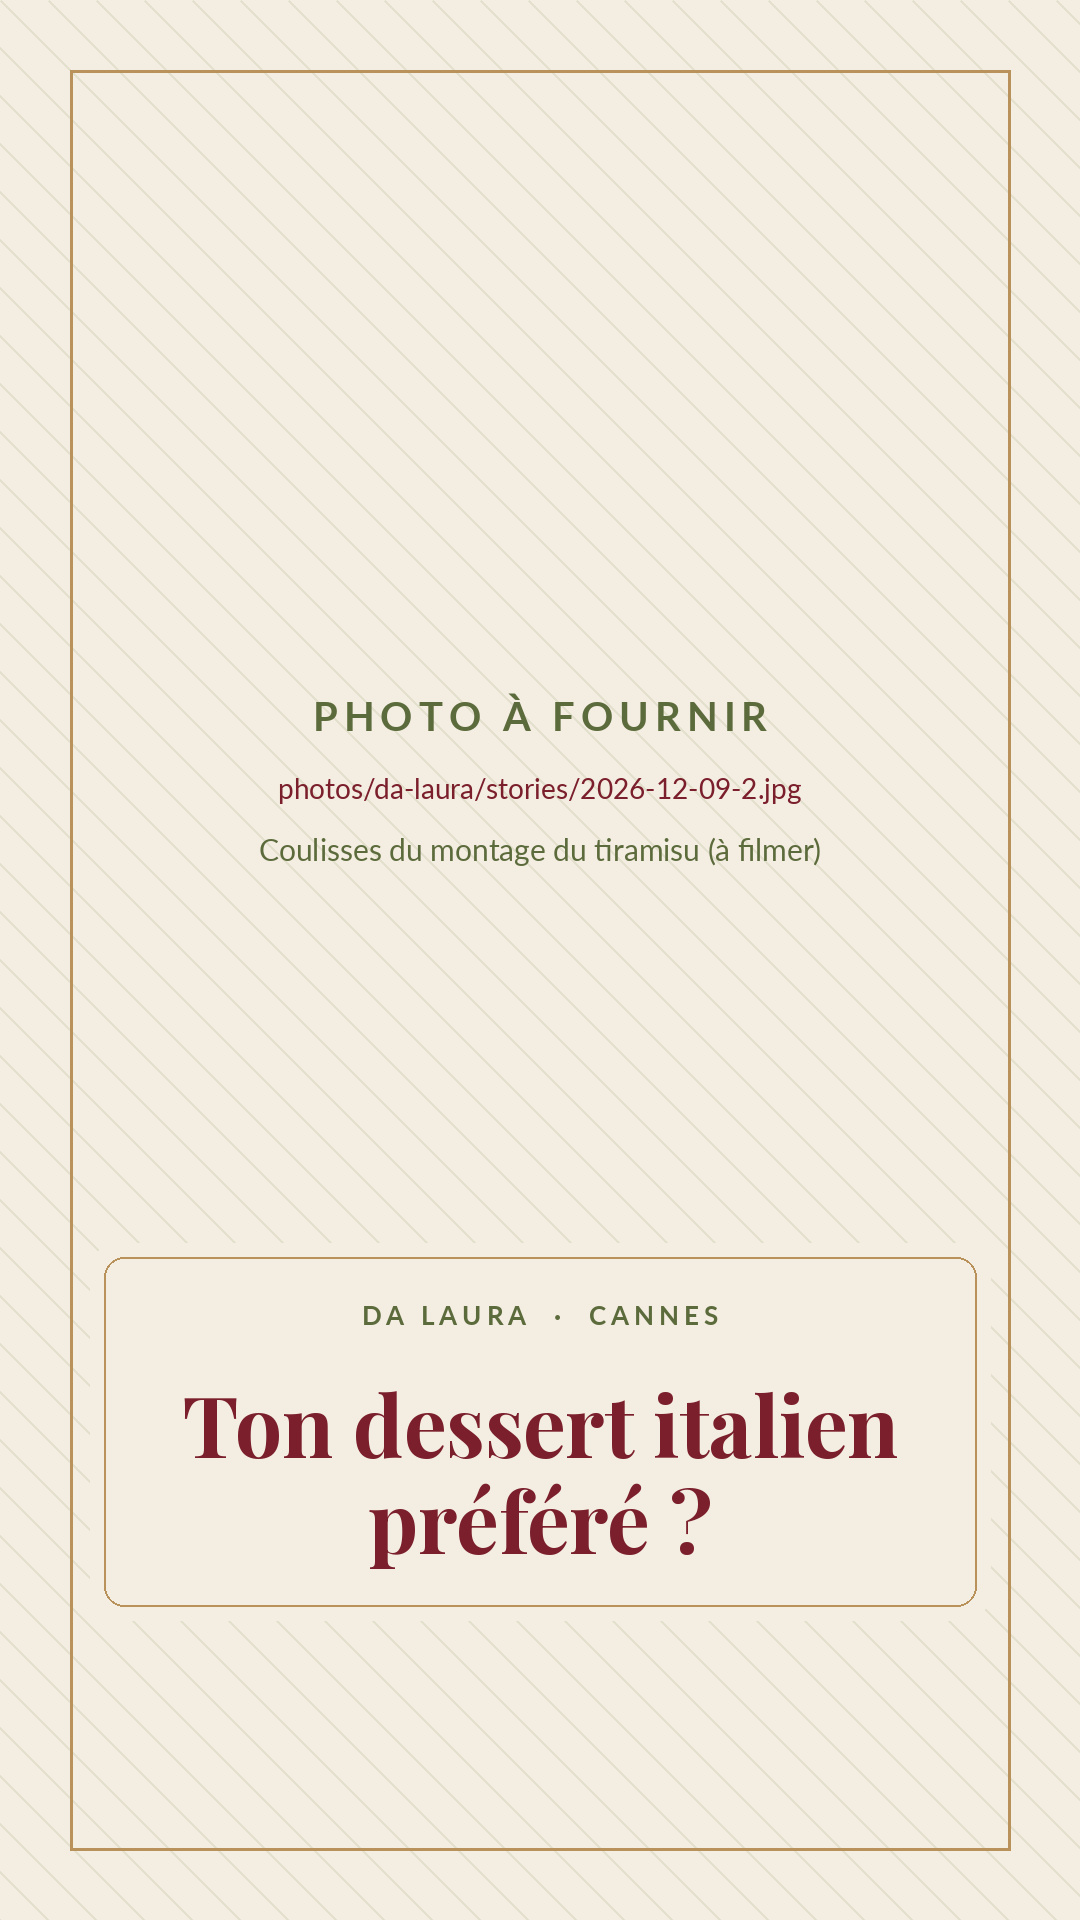 PHOTO À FOURNIR
photos/da-laura/stories/2026-12-09-2.jpg
Coulisses du montage du tiramisu (à filmer)
DA LAURA · CANNES
Ton dessert italien
préféré ?